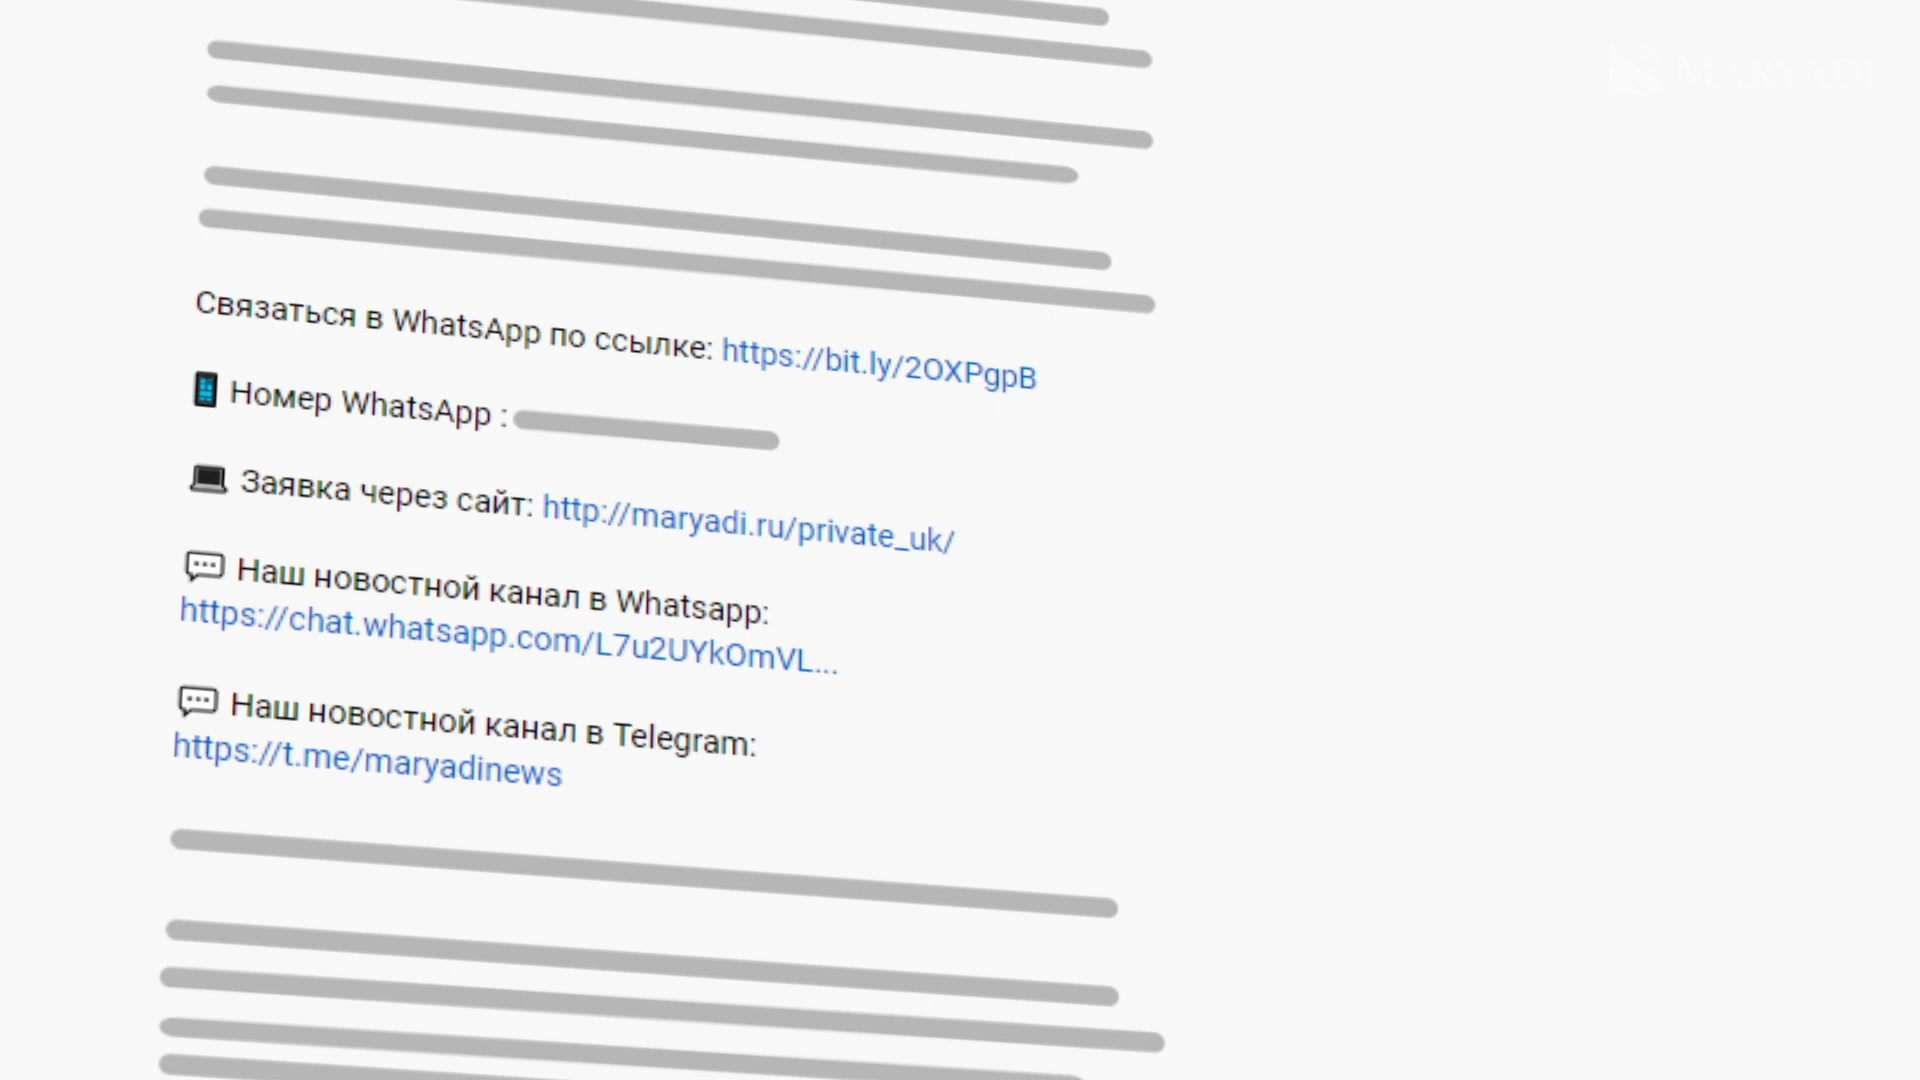 MARYADI
Связаться в WhatsApp по ссылке: https://bit.ly/2OXPgpB
Номер WhatsApp :
Заявка через сайт: http://maryadi.ru/private_uk/
Наш новостной канал в Whatsapp:
https://chat.whatsapp.com/L7u2UYkOmVL...
Наш новостной канал в Telegram:
https://t.me/maryadinews